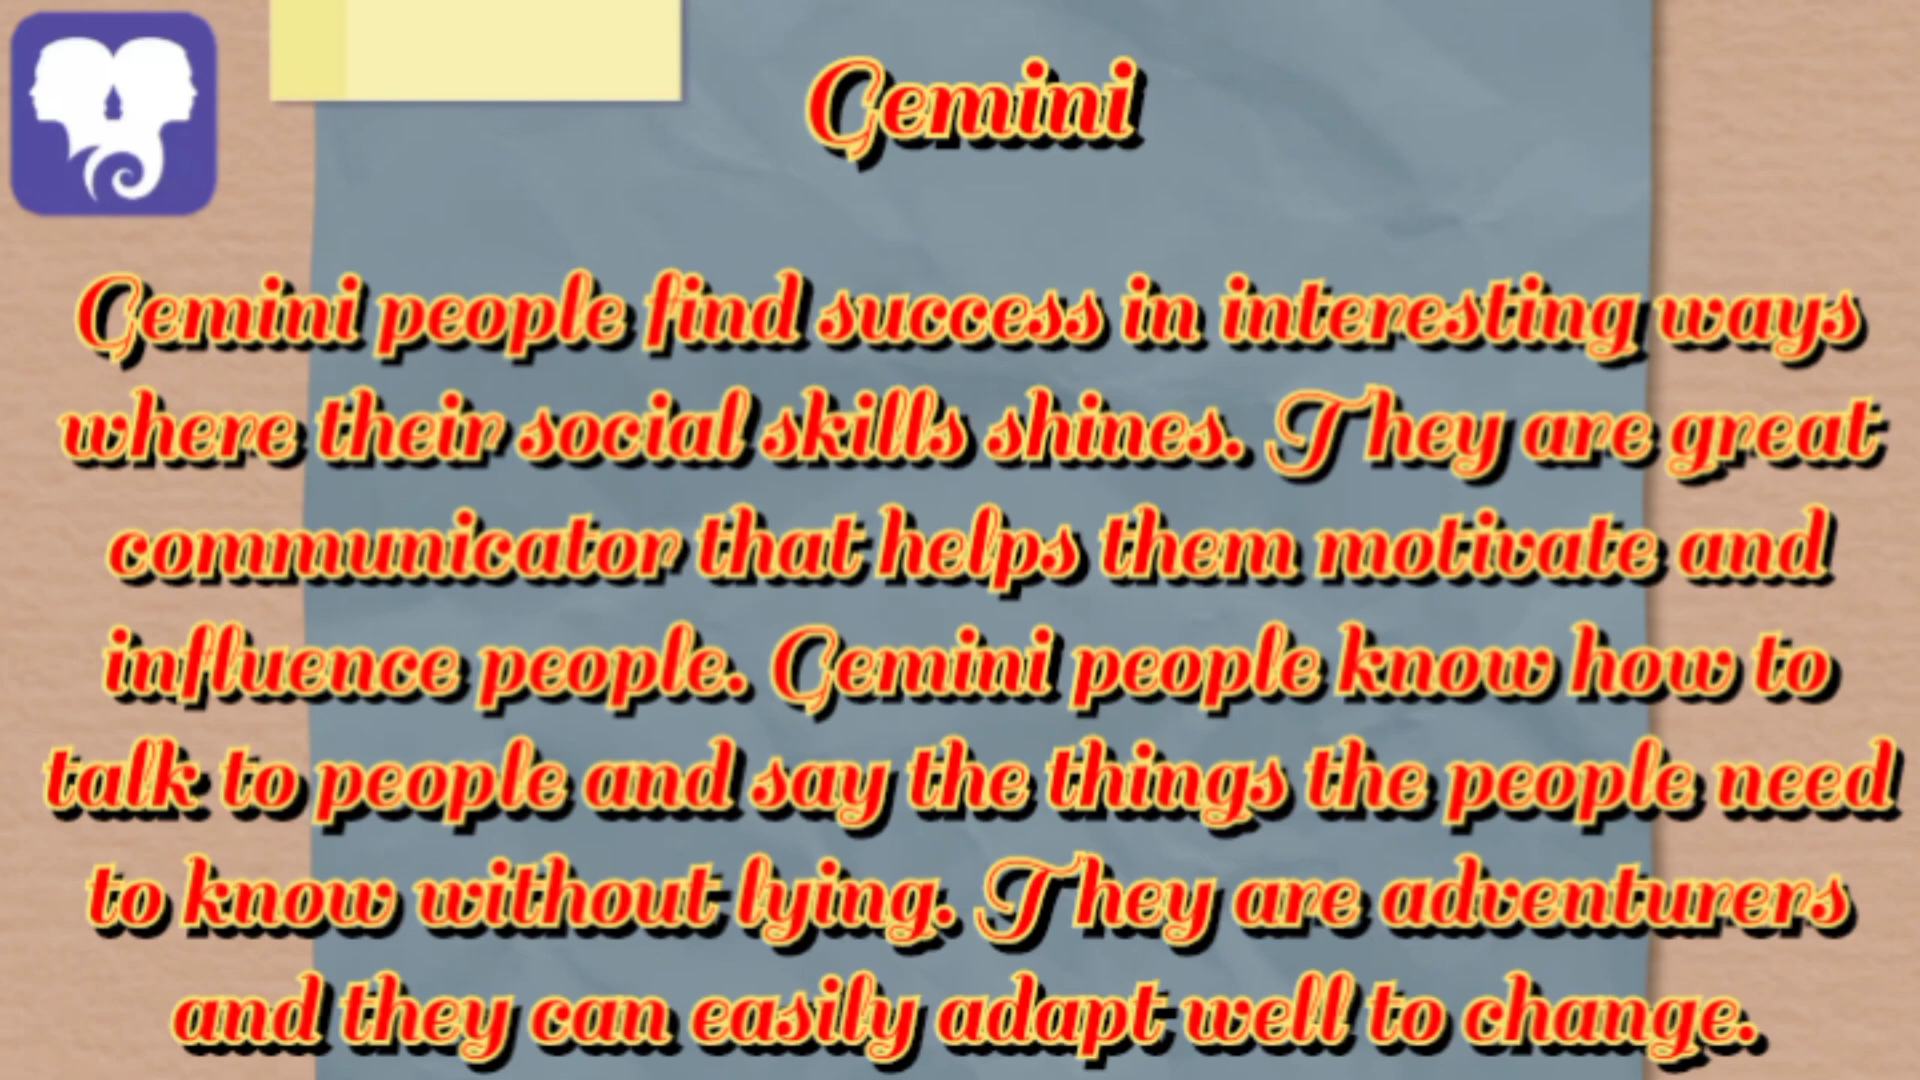 Gemini
Gemini people find success in interesting ways
where their social skills shines. They are great
communicator that helps them motivate and
influence people. Gemini people know how to
talk to people and say the things the people need
to know without lying. They are adventurers
and they can easily adapt well to change.